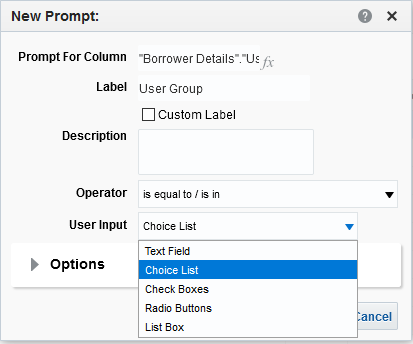 New Prompt:
Prompt For Column "Borrower Details"."Us fx
Label User Group
Custom Label
Description
Operator is equal to / is in
User Input Choice List
Text Field
Choice List
Check Boxes
Radio Buttons
List Box
Options
Cancel